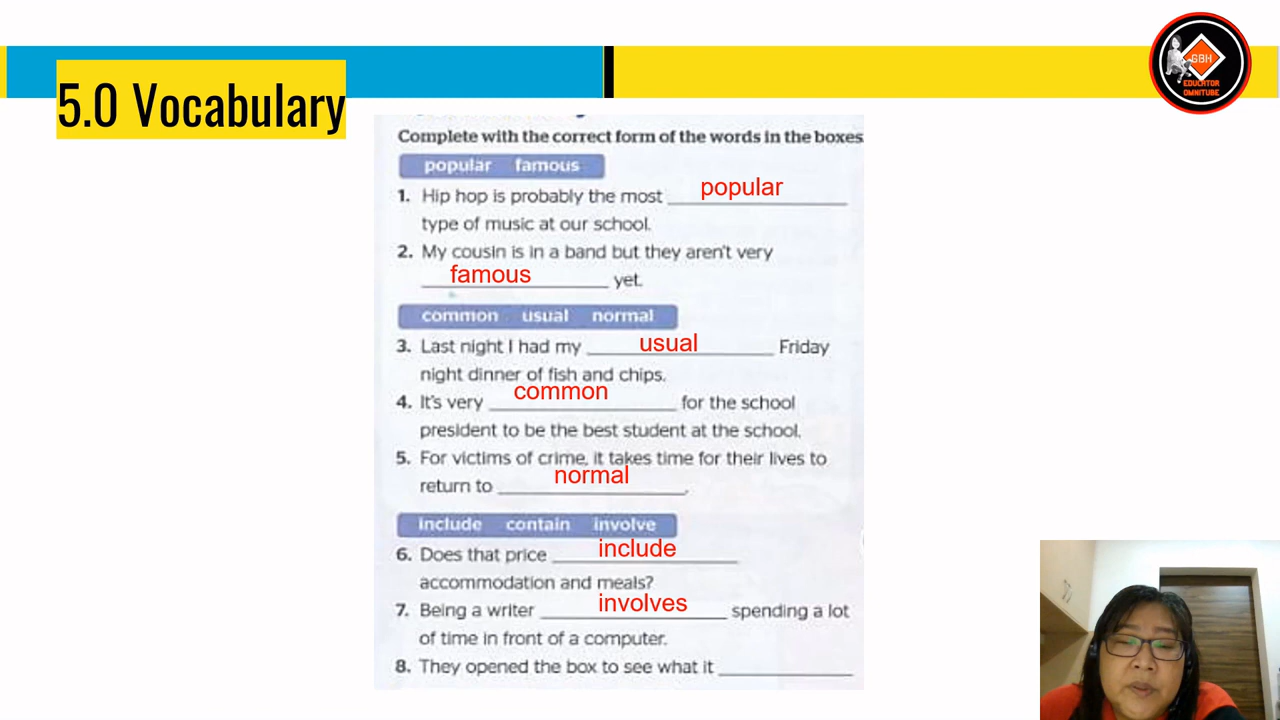 GBH
EDUCATOR
OMNITUBE
5.0 Vocabulary
Complete with the correct form of the words in the boxes
popular famous
1. Hip hop is probably the most popular
type of music at our school.
2. My cousin is in a band but they aren't very
famous yet.
common usual normal
3. Last night I had my usual Friday
night dinner of fish and chips.
4. It's very common for the school
president to be the best student at the school.
5. For victims of crime, it takes time for their lives to
return to normal.
include contain involve
6. Does that price include
accommodation and meals?
7. Being a writer involves spending a lot
of time in front of a computer.
8. They opened the box to see what it